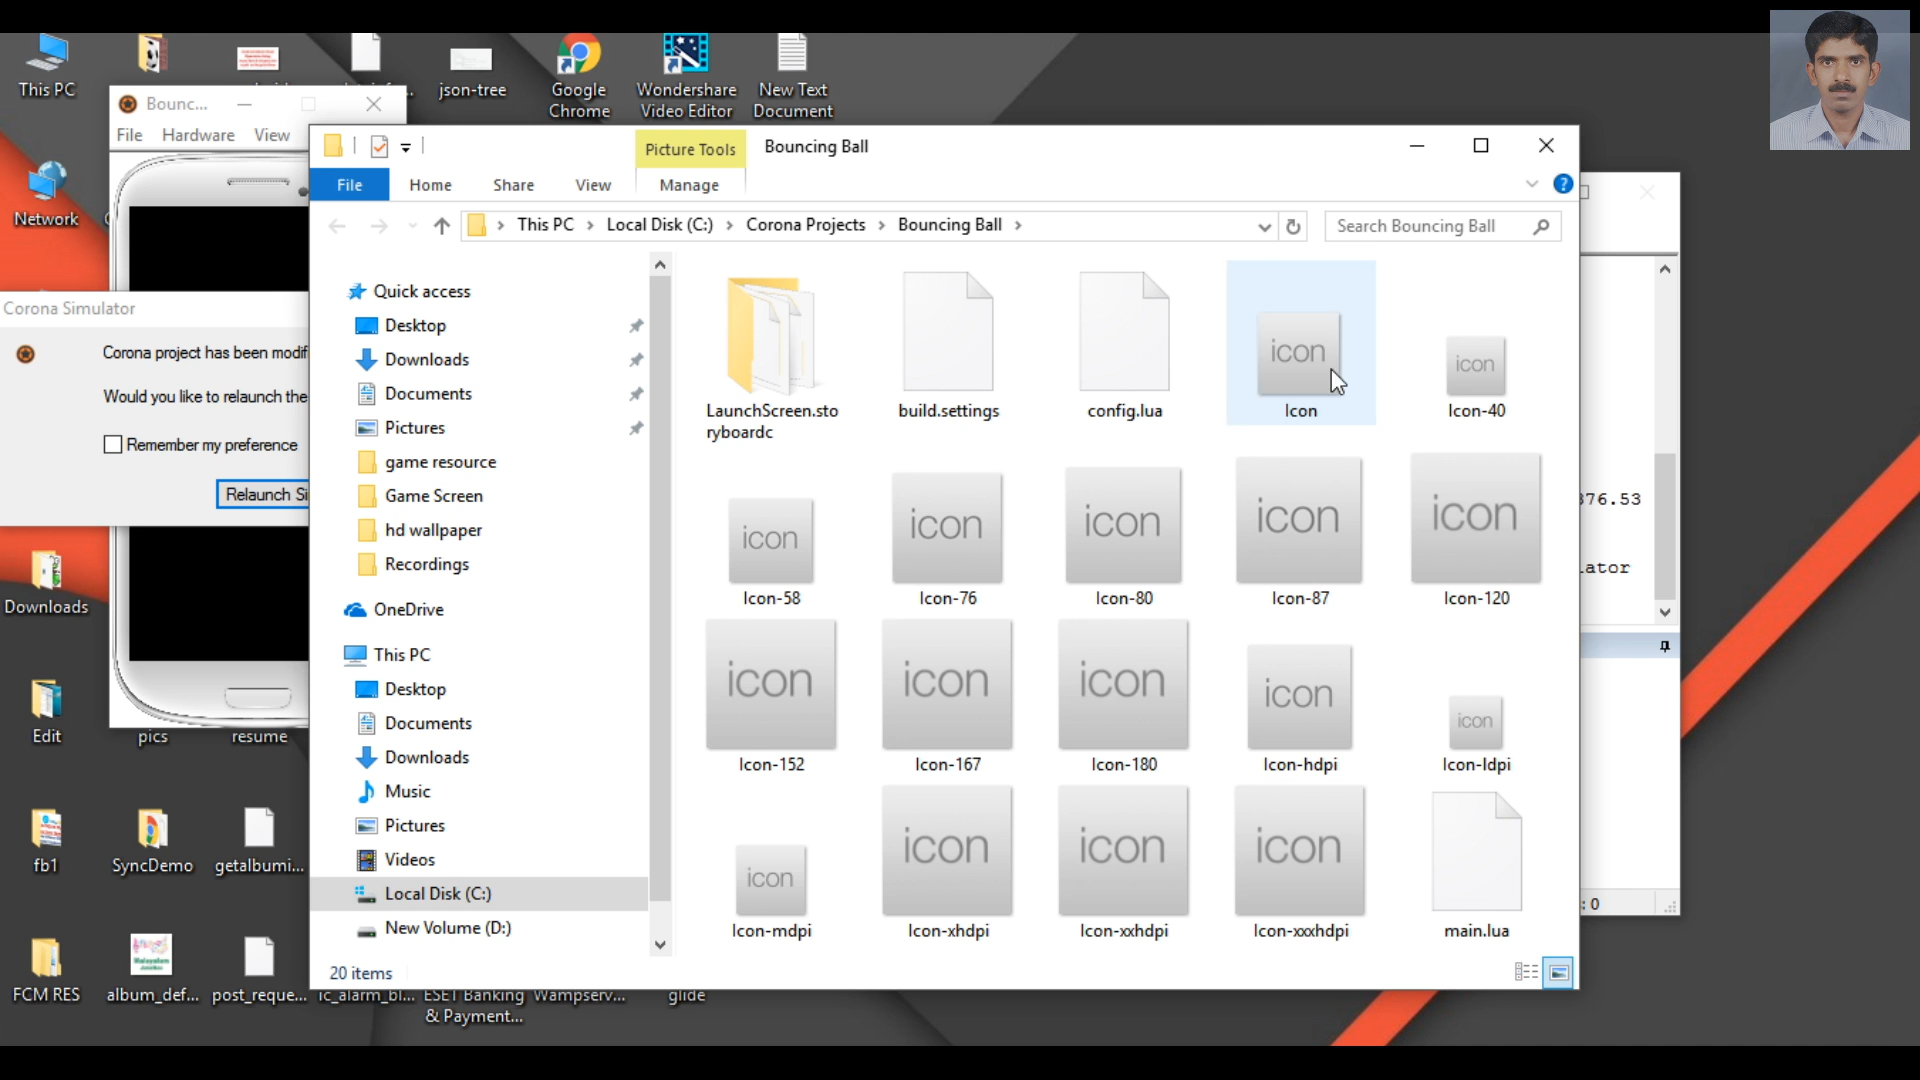 This PC
json-tree
Google
Chrome
Wondershare
Video Editor
New Text
Document
Bounc...
File Hardware View
Network
Corona Simulator
Corona project has been modif
Would you like to relaunch the
Remember my preference
Relaunch Si
Downloads
Edit
pics
resume
fb1
SyncDemo
getalbumi...
FCM RES
album_def...
post_reque...
ic_alarm_bl...
ESET Banking
& Payment...
Wampserv...
glide
Picture Tools
Bouncing Ball
File Home Share View Manage
This PC
Local Disk (C:)
Corona Projects
Bouncing Ball
Search Bouncing Ball
Quick access
Desktop
Downloads
Documents
Pictures
game resource
Game Screen
hd wallpaper
Recordings
OneDrive
This PC
Desktop
Documents
Downloads
Music
Pictures
Videos
Local Disk (C:)
New Volume (D:)
LaunchScreen.sto
ryboardc
build.settings
config.lua
icon
Icon
icon
Icon-40
icon
Icon-58
icon
Icon-76
icon
Icon-80
icon
Icon-87
icon
Icon-120
icon
Icon-152
icon
Icon-167
icon
Icon-180
icon
Icon-hdpi
icon
Icon-ldpi
icon
Icon-mdpi
icon
Icon-xhdpi
icon
Icon-xxhdpi
icon
Icon-xxxhdpi
main.lua
20 items
376.53
ator
: 0